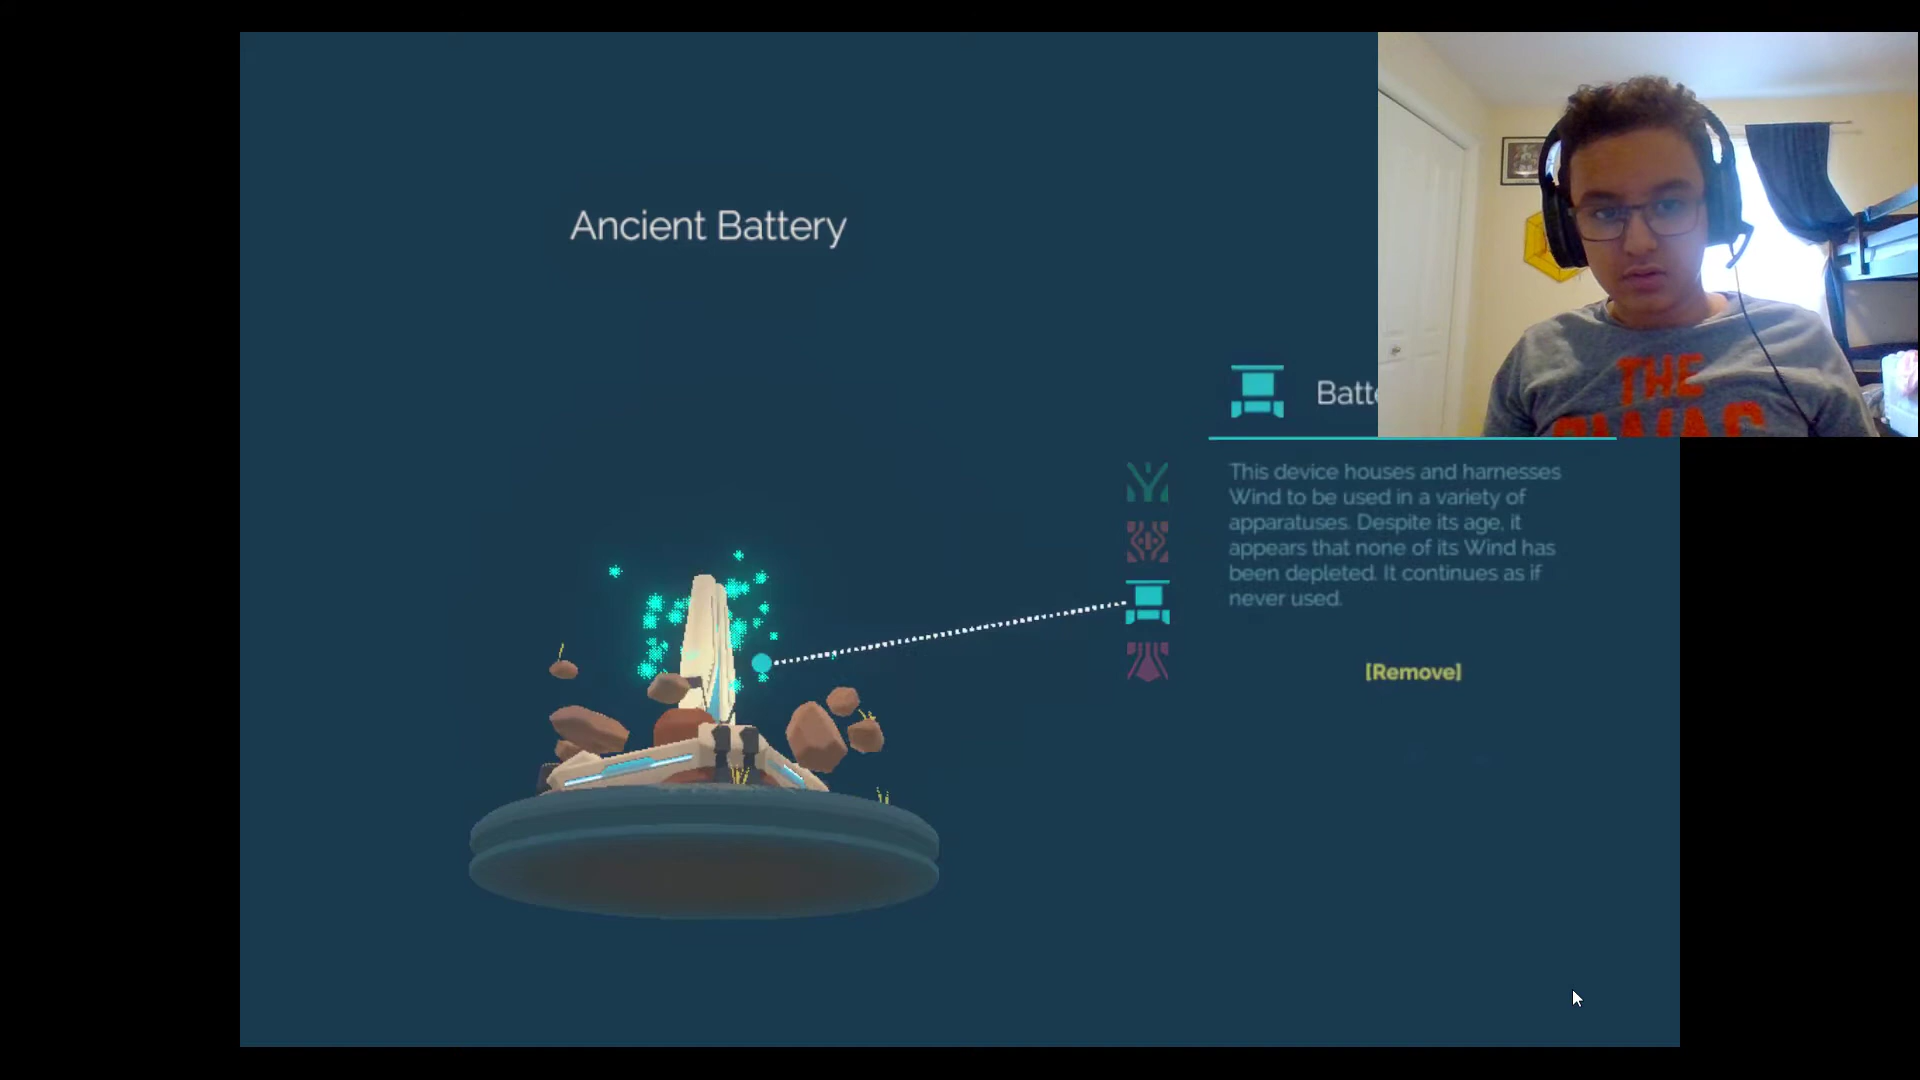 Ancient Battery
This device houses and harnesses
Wind to be used in a variety of
apparatuses. Despite its age, it
appears that none of its Wind has
been depleted. It continues as if
never used.
[Remove]
THE